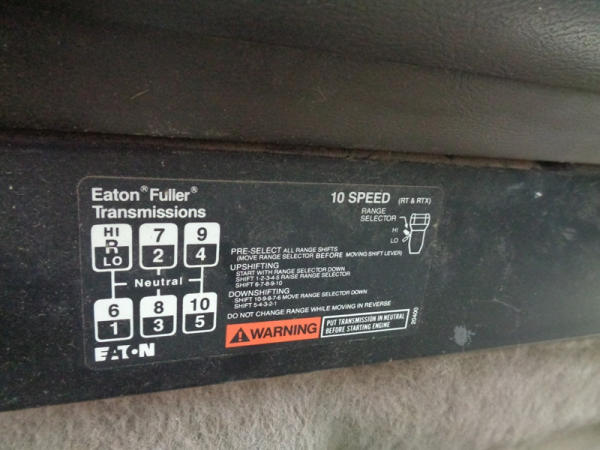 Eaton® Fuller®
Transmissions
10 SPEED (RT & RTX)
RANGE
SELECTOR
HI
LO
HI 7 9
R
LO 2 4
Neutral
6 8 10
1 3 5
EATON
PRE-SELECT ALL RANGE SHIFTS
(MOVE RANGE SELECTOR BEFORE MOVING SHIFT LEVER)
UPSHIFTING
START WITH RANGE SELECTOR DOWN
SHIFT 1-2-3-4-5 RAISE RANGE SELECTOR
SHIFT 6-7-8-9-10
DOWNSHIFTING
SHIFT 10-9-8-7-6 MOVE RANGE SELECTOR DOWN
SHIFT 5-4-3-2-1
DO NOT CHANGE RANGE WHILE MOVING IN REVERSE
WARNING
PUT TRANSMISSION IN NEUTRAL
BEFORE STARTING ENGINE
20400